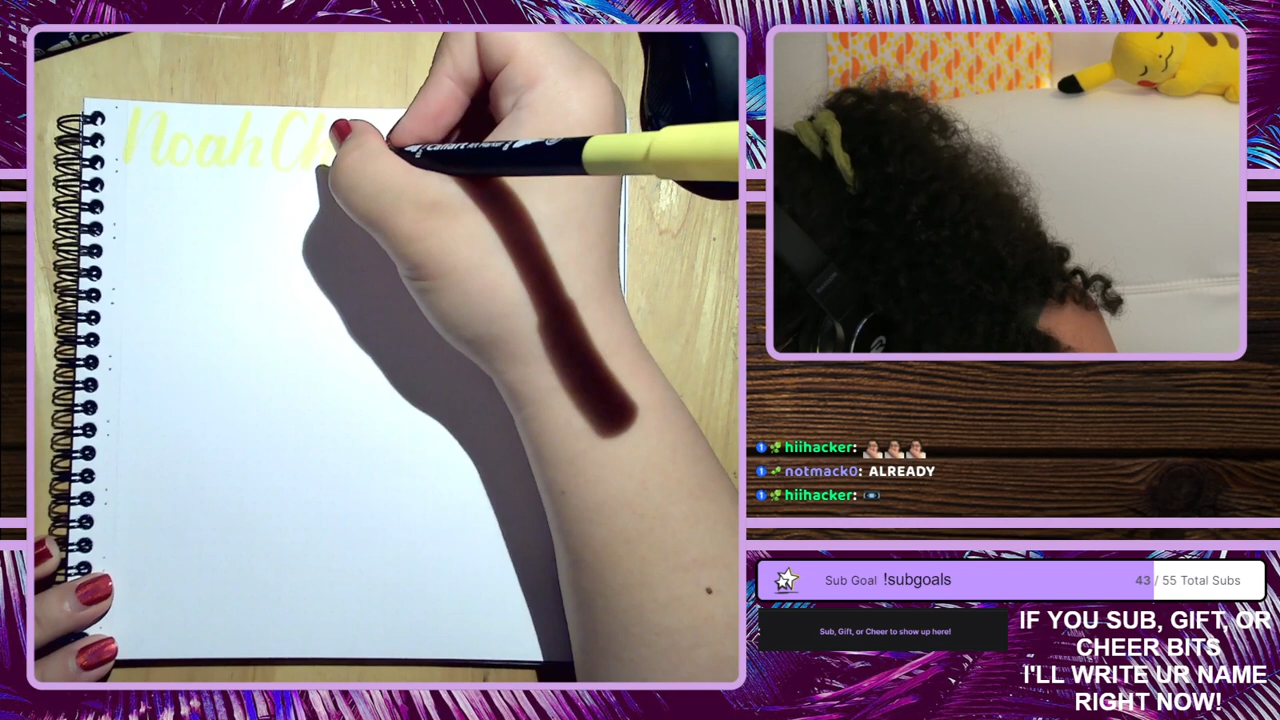 NoahCh
hiihacker:
notmack0: ALREADY
hiihacker:
Sub Goal !subgoals 43 / 55 Total Subs
Sub, Gift, or Cheer to show up here!
IF YOU SUB, GIFT, OR
CHEER BITS
I'LL WRITE UR NAME
RIGHT NOW!